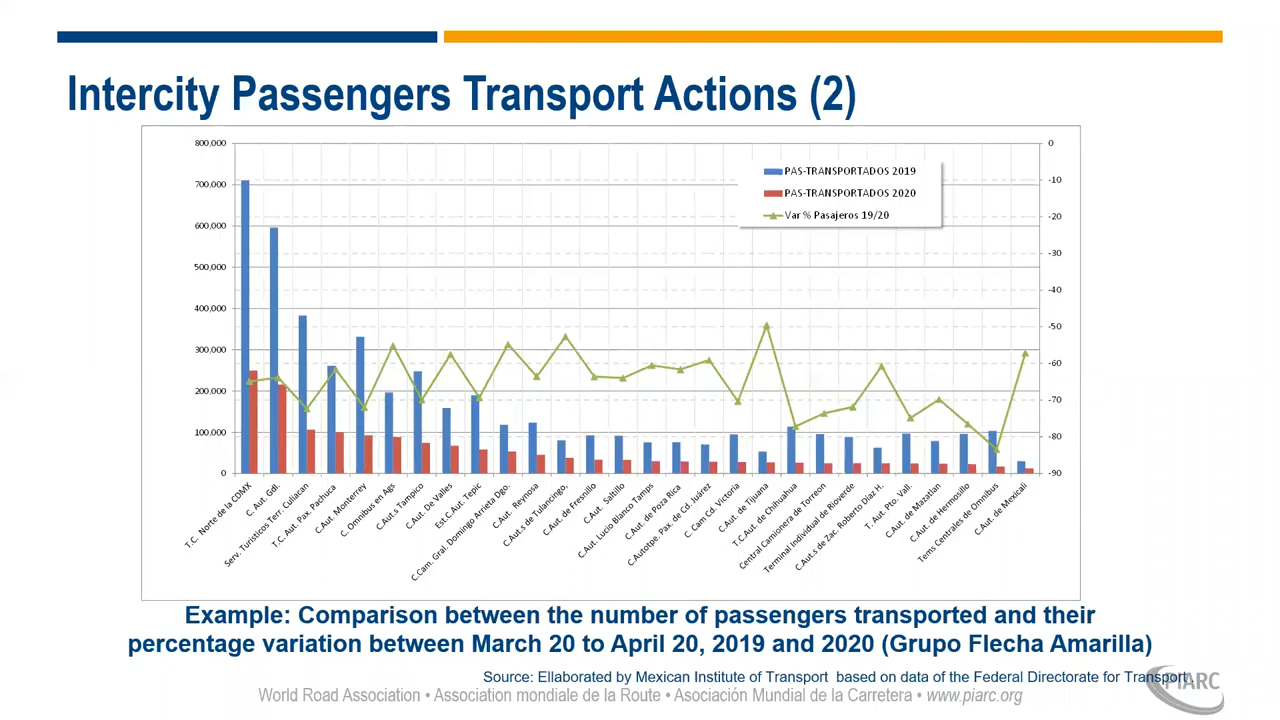 Intercity Passengers Transport Actions (2)
800,000
700,000
600,000
500,000
400,000
300,000
200,000
100,000
0
0
-10
-20
-30
-40
-50
-60
-70
-80
-90
PAS-TRANSPORTADOS 2019
PAS-TRANSPORTADOS 2020
Var % Pasajeros 19/20
T.C. Norte de la CDMX
C. Aut. Gdl.
Serv. Turisticos Terr. Culiacan
T.C. Aut. Pax. Pachuca
C.Aut. Monterrey
C. Omnibus en Ags
C.Aut.s Tampico
C.Aut. De Valles
Est.C.Aut. Tepic
C.Cam. Gral. Domingo Arrieta Dgo.
C.Aut. Reynosa
C.Aut.s de Tulancingo,
C.Aut. de Fresnillo
C.Aut. Saltillo
C.Aut. Lucio Blanco Tamps
C.Aut. de Poza Rica
C.Autotpe. Pax. de Cd. Juárez
C. Cam Cd. Victoria
C.Aut. de Tijuana
T.C.Aut. de Chihuahua
Central Camionera de Torreon
Terminal Individual de Rioverde
C.Aut.s de Zac. Roberto Diaz H.
T. Aut. Pto. Vall.
C.Aut. de Mazatlan
C.Aut. de Hermosillo
Tems Centrales de Omnibus
C.Aut. de Mexicali
Example: Comparison between the number of passengers transported and their
percentage variation between March 20 to April 20, 2019 and 2020 (Grupo Flecha Amarilla)
Source: Ellaborated by Mexican Institute of Transport based on data of the Federal Directorate for Transport.
World Road Association • Association mondiale de la Route • Asociación Mundial de la Carretera • www.piarc.org
PIARC